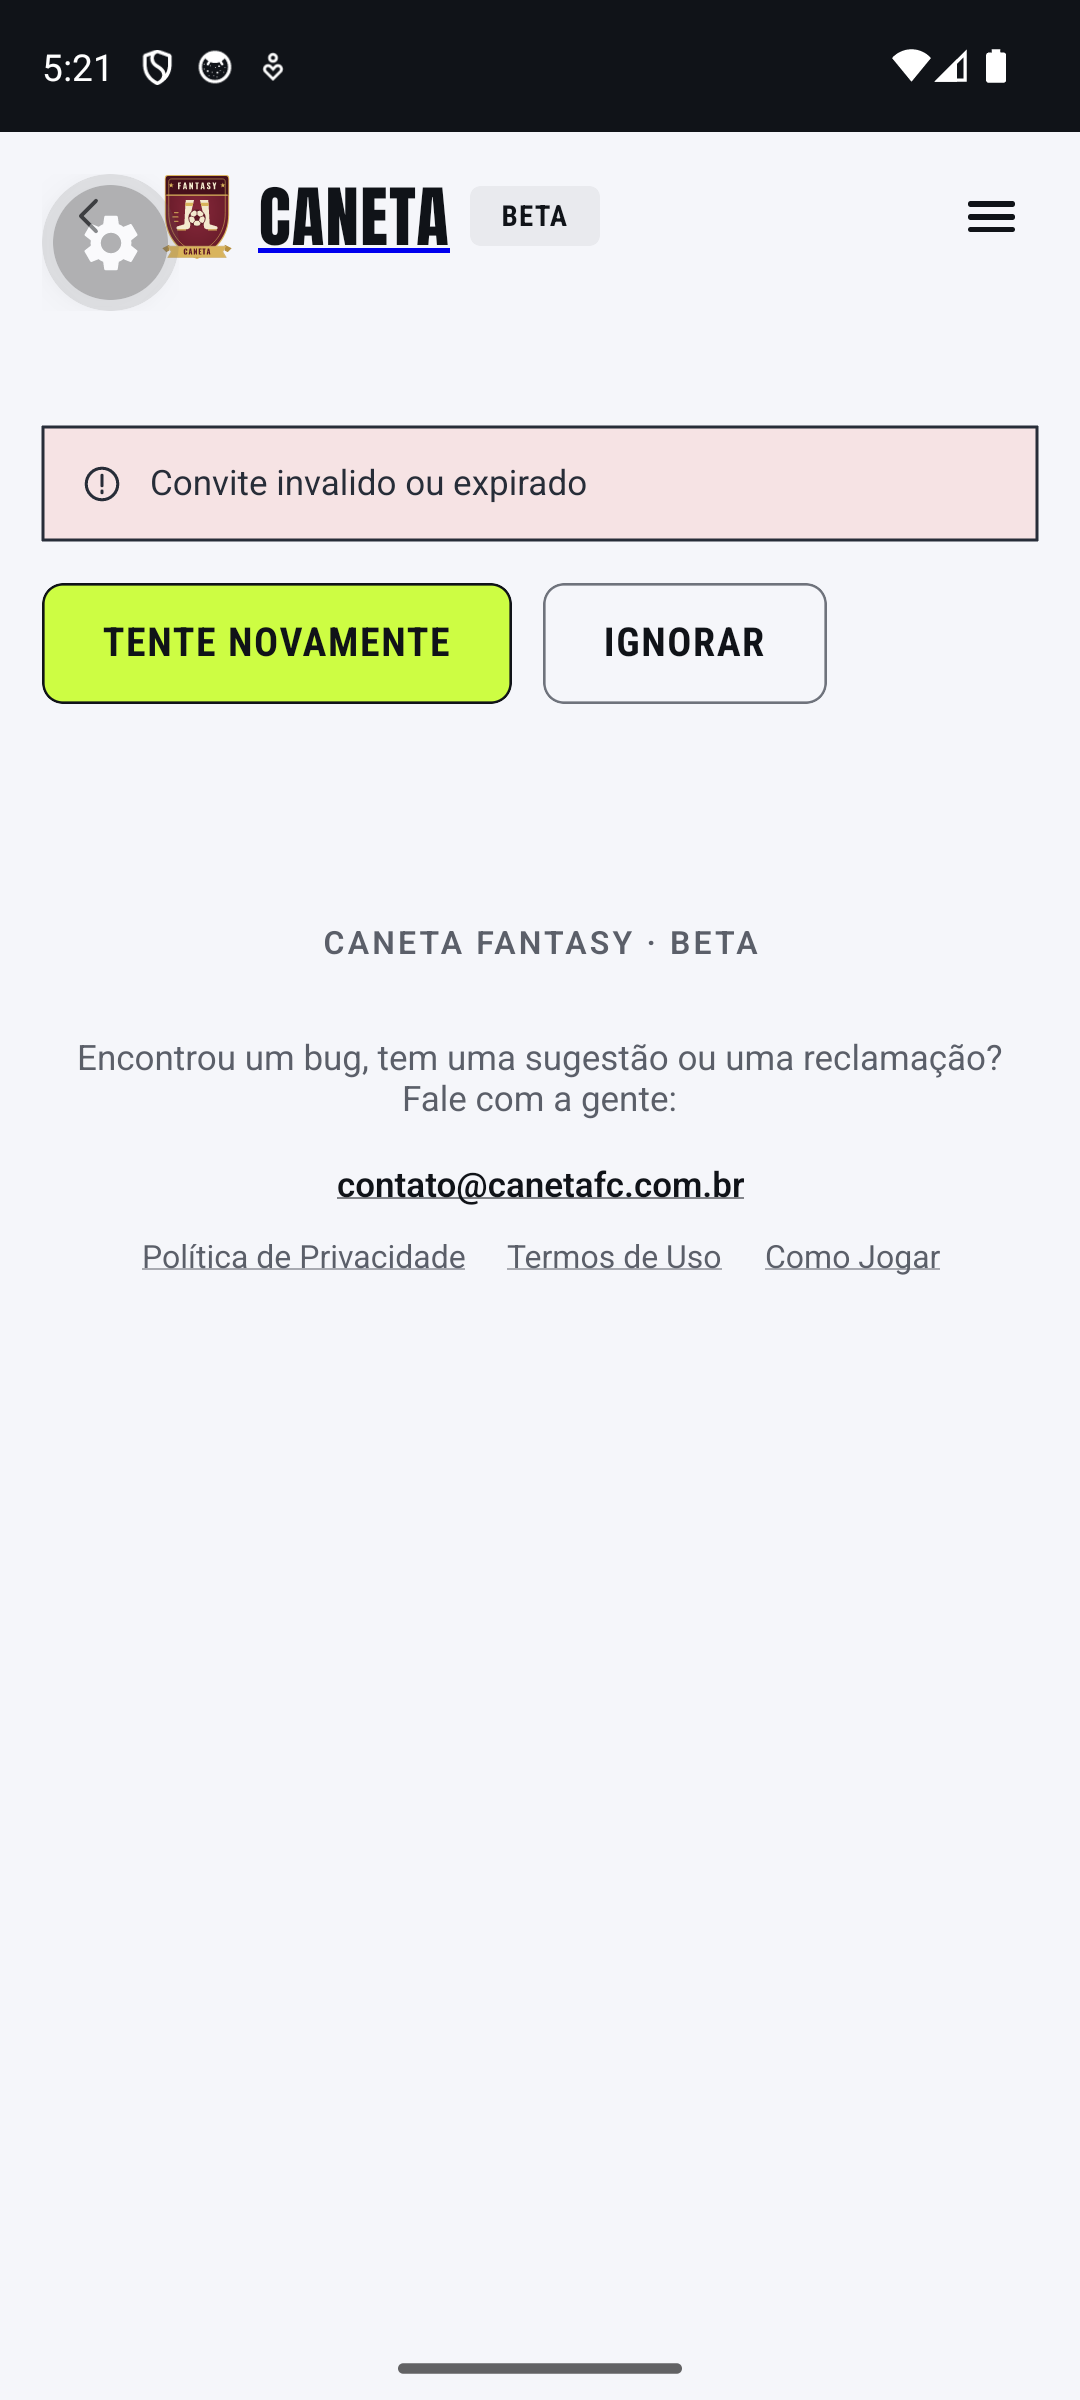 5:21
FANTASY
CANETA
CANETA
BETA
Convite invalido ou expirado
TENTE NOVAMENTE
IGNORAR
CANETA FANTASY · BETA
Encontrou um bug, tem uma sugestão ou uma reclamação?
Fale com a gente:
contato@canetafc.com.br
Política de Privacidade
Termos de Uso
Como Jogar